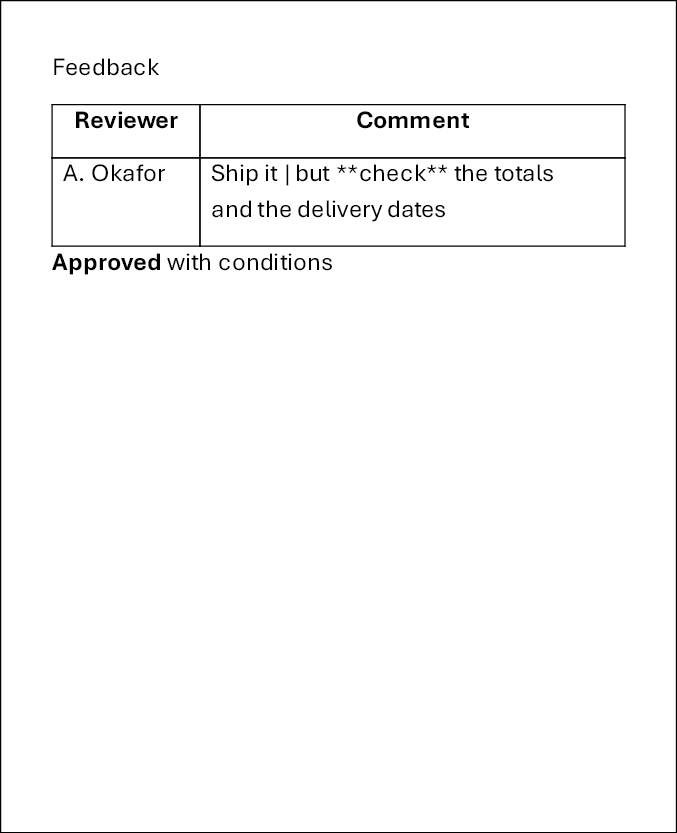 Feedback
Reviewer Comment
A. Okafor Ship it | but **check** the totals
and the delivery dates
Approved with conditions